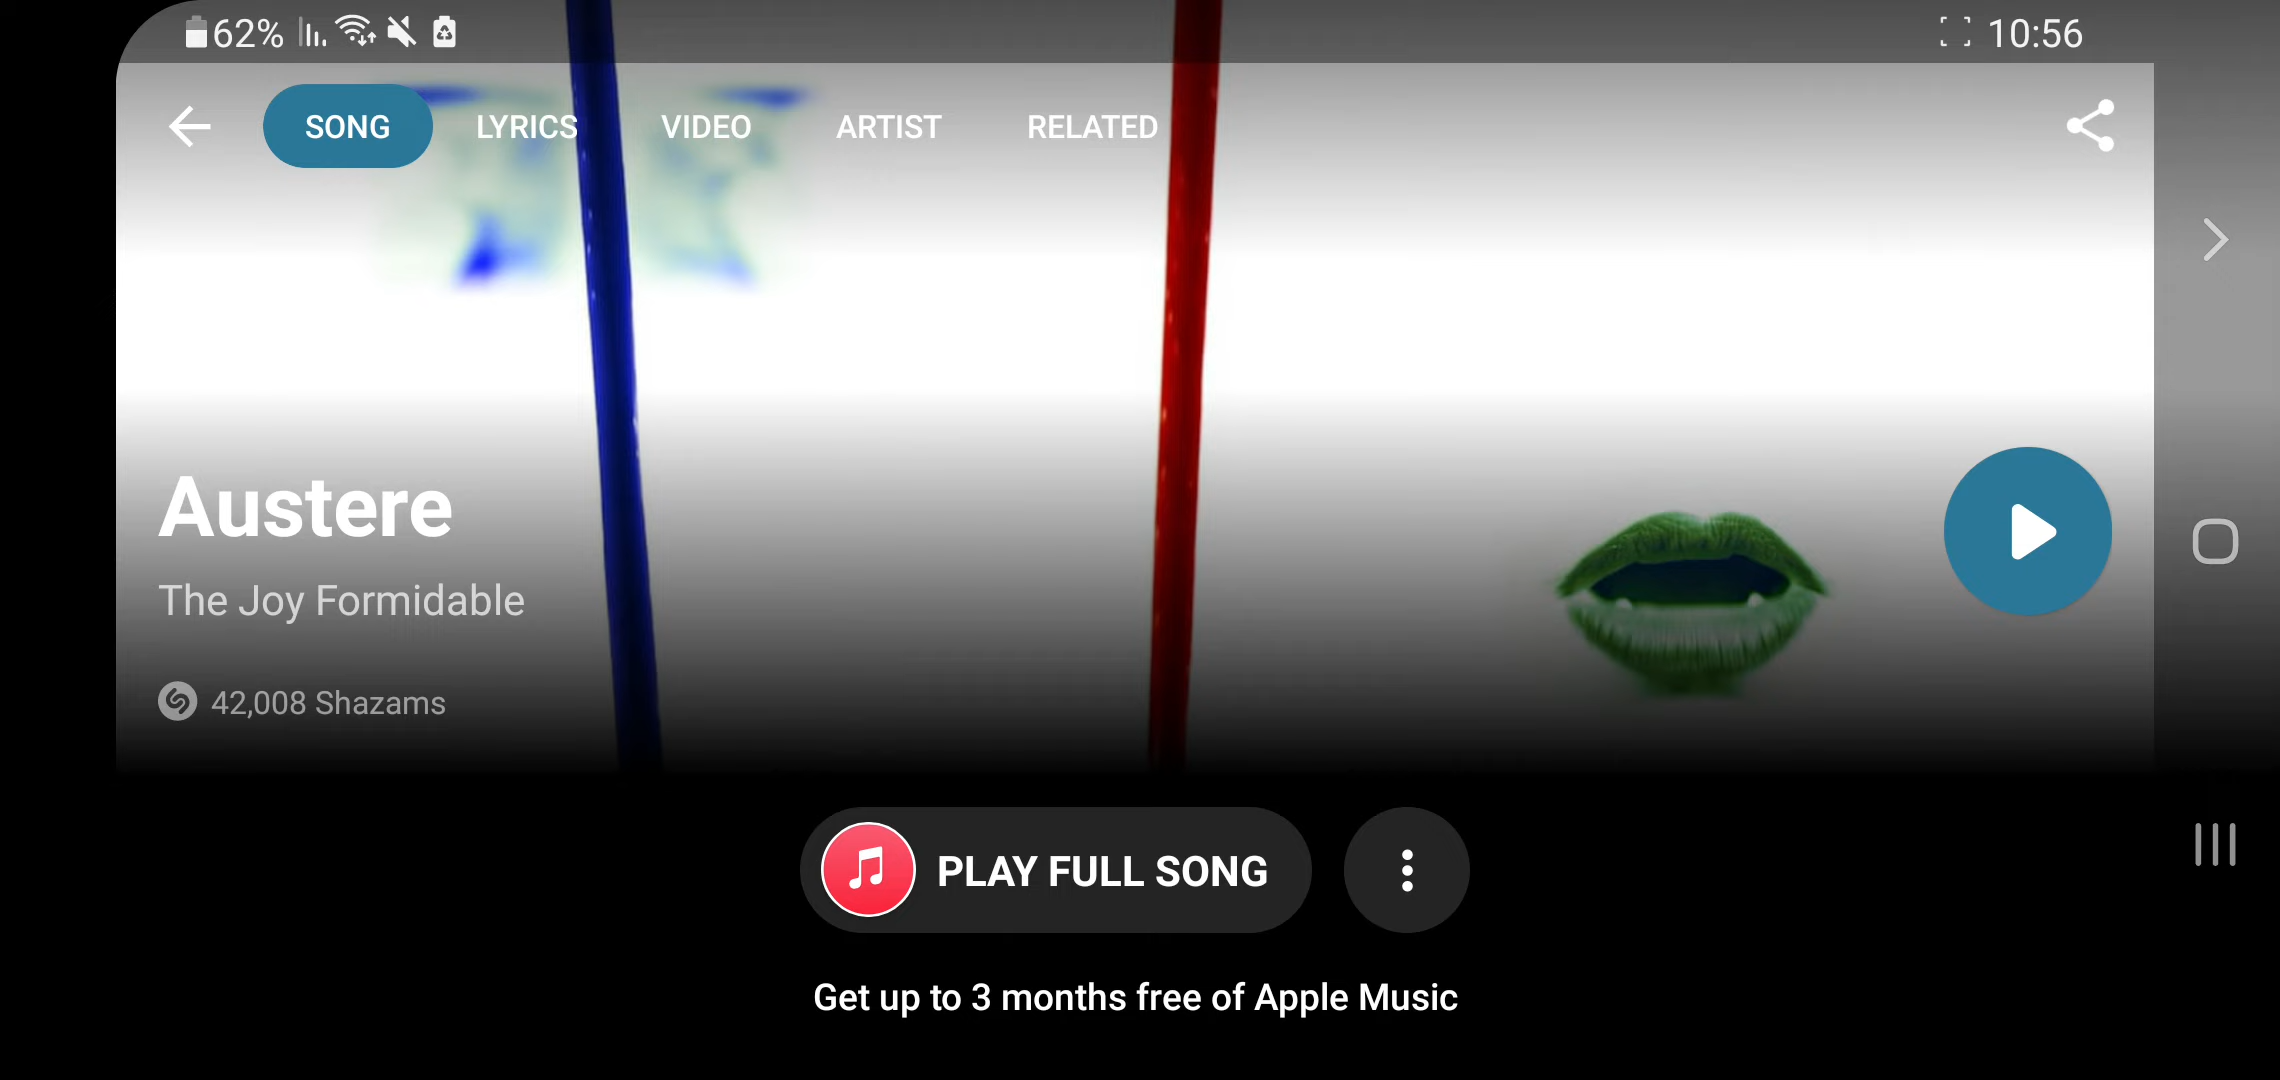 62%
10:56
SONG
LYRICS
VIDEO
ARTIST
RELATED
Austere
The Joy Formidable
42,008 Shazams
PLAY FULL SONG
Get up to 3 months free of Apple Music